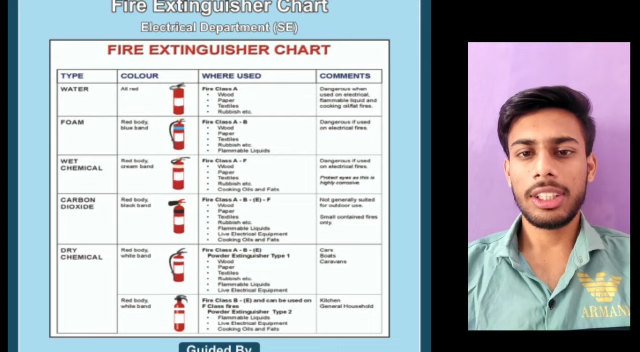 Fire Extinguisher Chart
Electrical Department (SE)
FIRE EXTINGUISHER CHART
TYPE COLOUR WHERE USED COMMENTS
WATER
All red
Fire Class A
• Wood
• Paper
• Textiles
• Rubbish etc.
Dangerous when
used on electrical,
flammable liquid and
cooking oil/fat fires.
FOAM
Red body,
blue band
Fire Class A - B
• Wood
• Paper
• Textiles
• Rubbish etc.
• Flammable Liquids
Dangerous if used
on electrical fires.
WET
CHEMICAL
Red body,
cream band
Fire Class A - F
• Wood
• Paper
• Textiles
• Rubbish etc.
• Cooking Oils and Fats
Dangerous if used
on electrical fires.
Protect eyes as this is
highly corrosive.
CARBON
DIOXIDE
Red body,
black band
Fire Class A - B - (E) - F
• Wood
• Paper
• Textiles
• Rubbish etc.
• Flammable Liquids
• Live Electrical Equipment
• Cooking Oils and Fats
Not generally suited
for outdoor use.
Small contained fires
only.
DRY
CHEMICAL
Red body,
white band
Fire Class A - B - (E)
Powder Extinguisher Type 1
• Wood
• Paper
• Textiles
• Rubbish etc.
• Flammable Liquids
• Live Electrical Equipment
Cars
Boats
Caravans
Red body,
white band
Fire Class B - (E) and can be used on
F Class fires
Powder Extinguisher Type 2
• Flammable Liquids
• Live Electrical Equipment
• Cooking Oils and Fats
Kitchen
General Household
Guided By
ARMANI